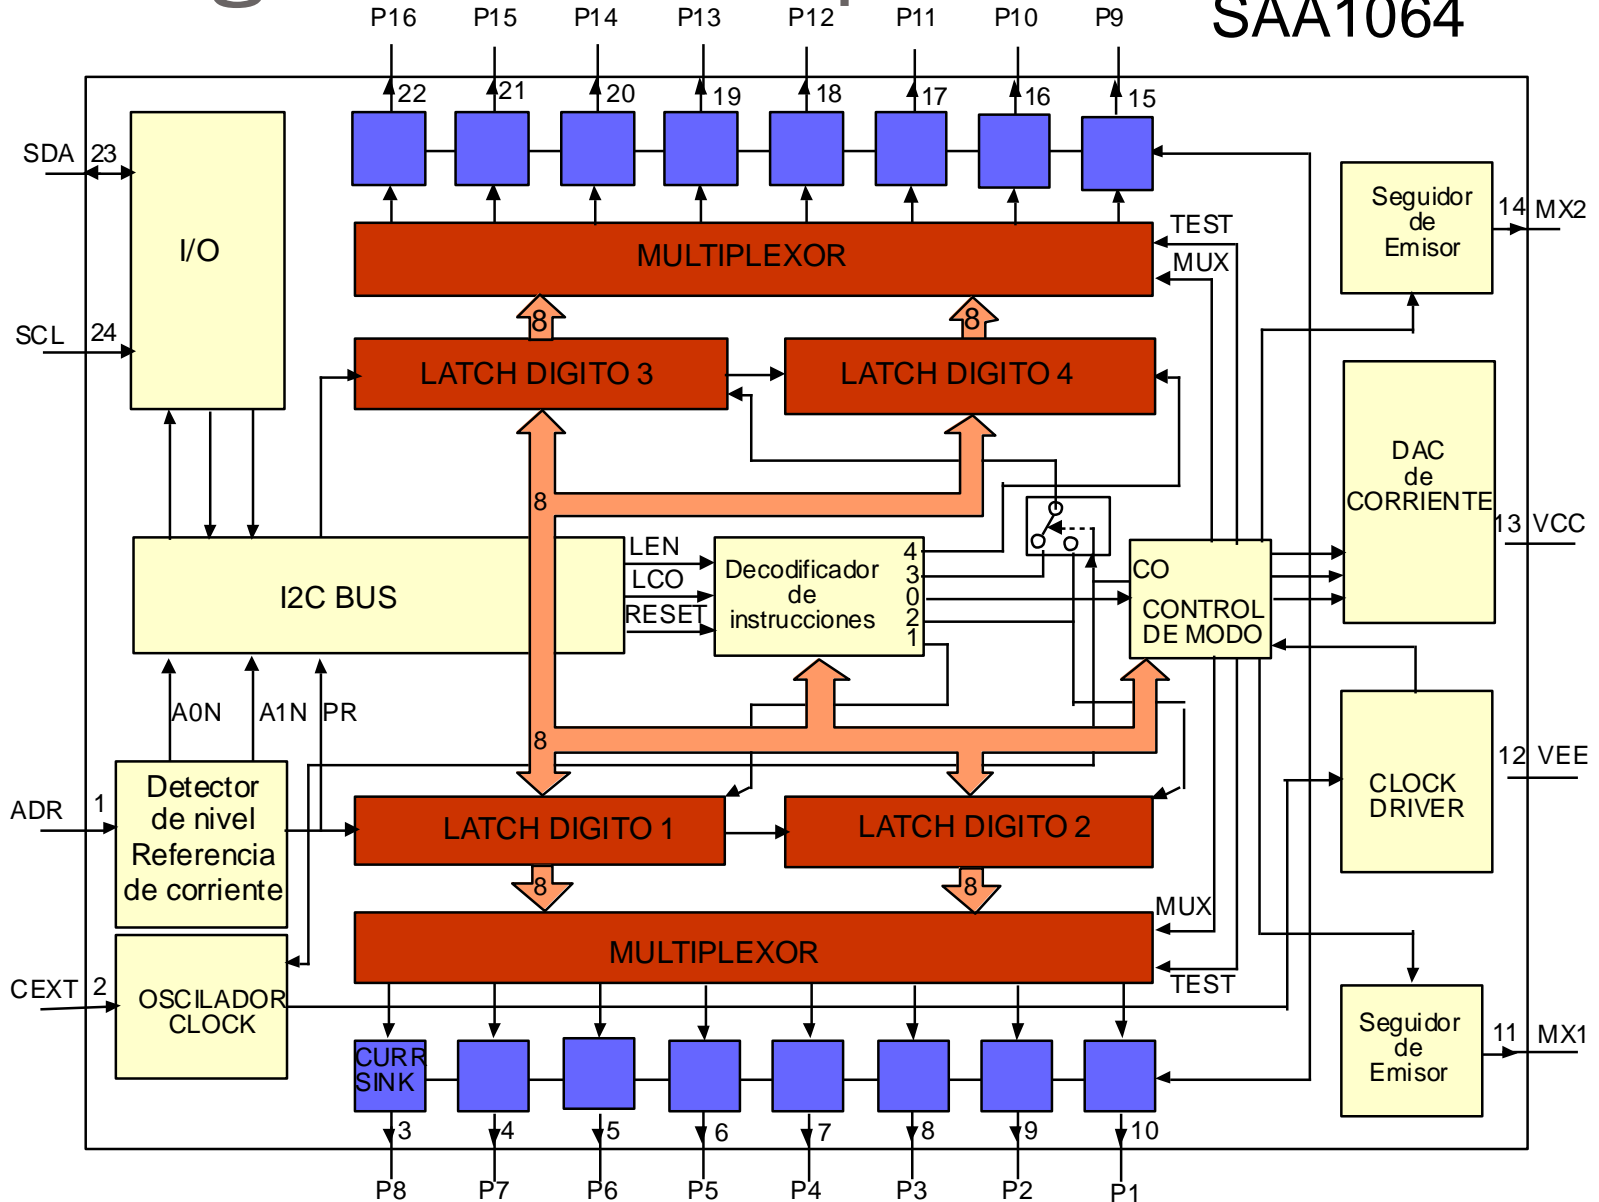 SAA1064
P16 P15 P14 P13 P12 P11 P10 P9
22 21 20 19 18 17 16 15
SDA 23
I/O
SCL 24
MULTIPLEXOR
TEST
MUX
Seguidor
de
Emisor
14 MX2
8 8
LATCH DIGITO 3
LATCH DIGITO 4
8
DAC
de
CORRIENTE
13 VCC
I2C BUS
LEN
LCO
RESET
Decodificador
de
instrucciones
4
3
0
2
1
CO
CONTROL
DE MODO
A0N A1N PR
8
12 VEE
CLOCK
DRIVER
ADR 1
Detector
de nivel
Referencia
de corriente
LATCH DIGITO 1
LATCH DIGITO 2
8 8
MUX
MULTIPLEXOR
TEST
CEXT 2
OSCILADOR
CLOCK
Seguidor
de
Emisor
11 MX1
CURR
SINK
3 4 5 6 7 8 9 10
P8 P7 P6 P5 P4 P3 P2 P1